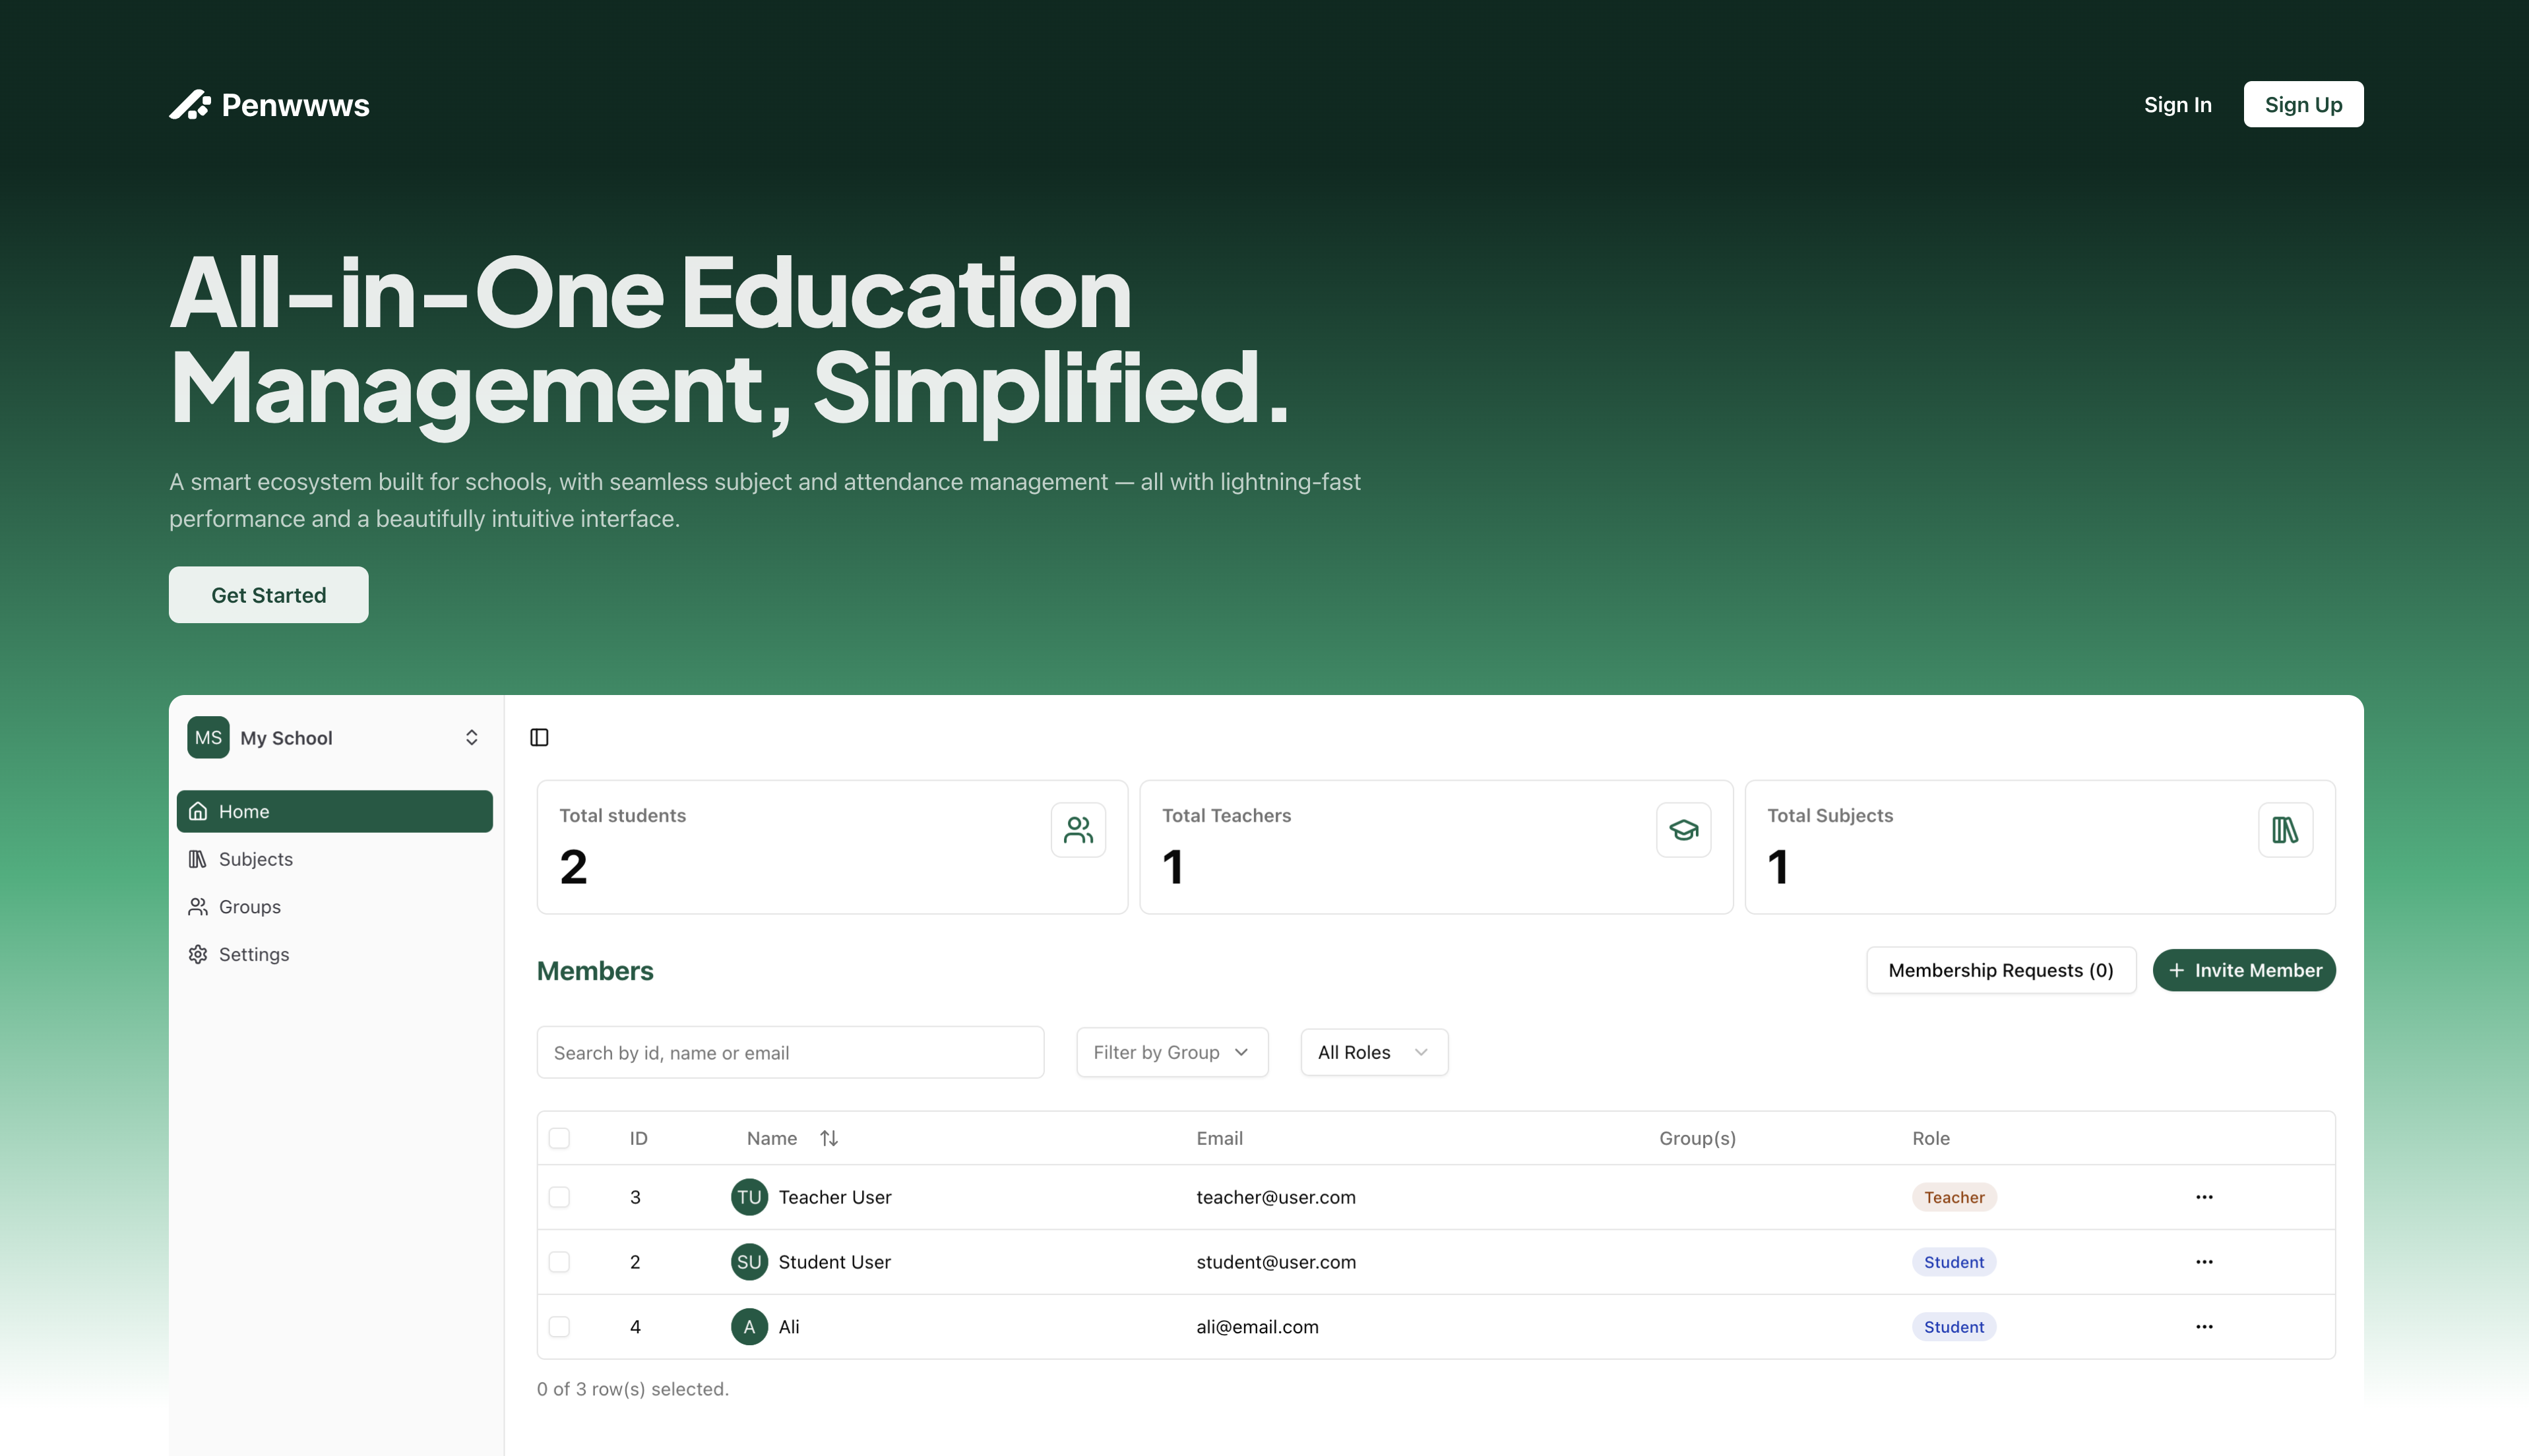 Penwwws
Sign In
Sign Up
All-in-One Education
Management, Simplified.
A smart ecosystem built for schools, with seamless subject and attendance management — all with lightning-fast
performance and a beautifully intuitive interface.
Get Started
MS My School
Home
Subjects
Groups
Settings
Total students
2
Total Teachers
1
Total Subjects
1
Members
Membership Requests (0)
+ Invite Member
Search by id, name or email
Filter by Group
All Roles
ID Name Email Group(s) Role
3 TU Teacher User teacher@user.com Teacher ...
2 SU Student User student@user.com Student ...
4 A Ali ali@email.com Student ...
0 of 3 row(s) selected.